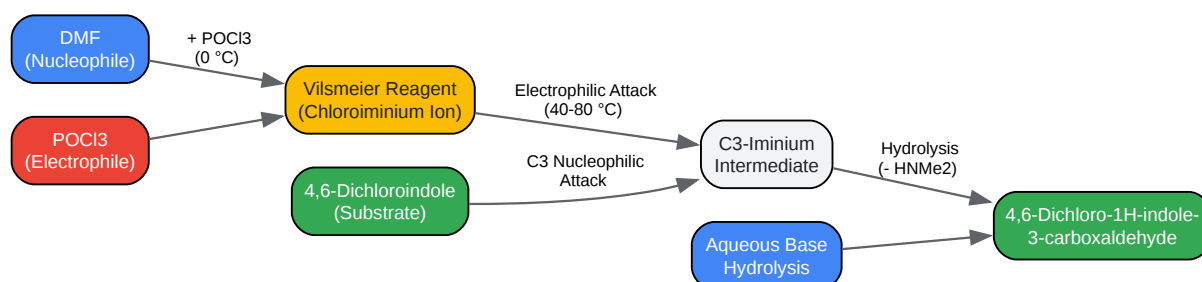 DMF
(Nucleophile)
+ POCl3
(0 °C)
POCl3
(Electrophile)
Vilsmeier Reagent
(Chloroiminium Ion)
Electrophilic Attack
(40-80 °C)
4,6-Dichloroindole
(Substrate)
C3 Nucleophilic
Attack
C3-Iminium
Intermediate
Hydrolysis
(- HNMe2)
Aqueous Base
Hydrolysis
4,6-Dichloro-1H-indole-
3-carboxaldehyde